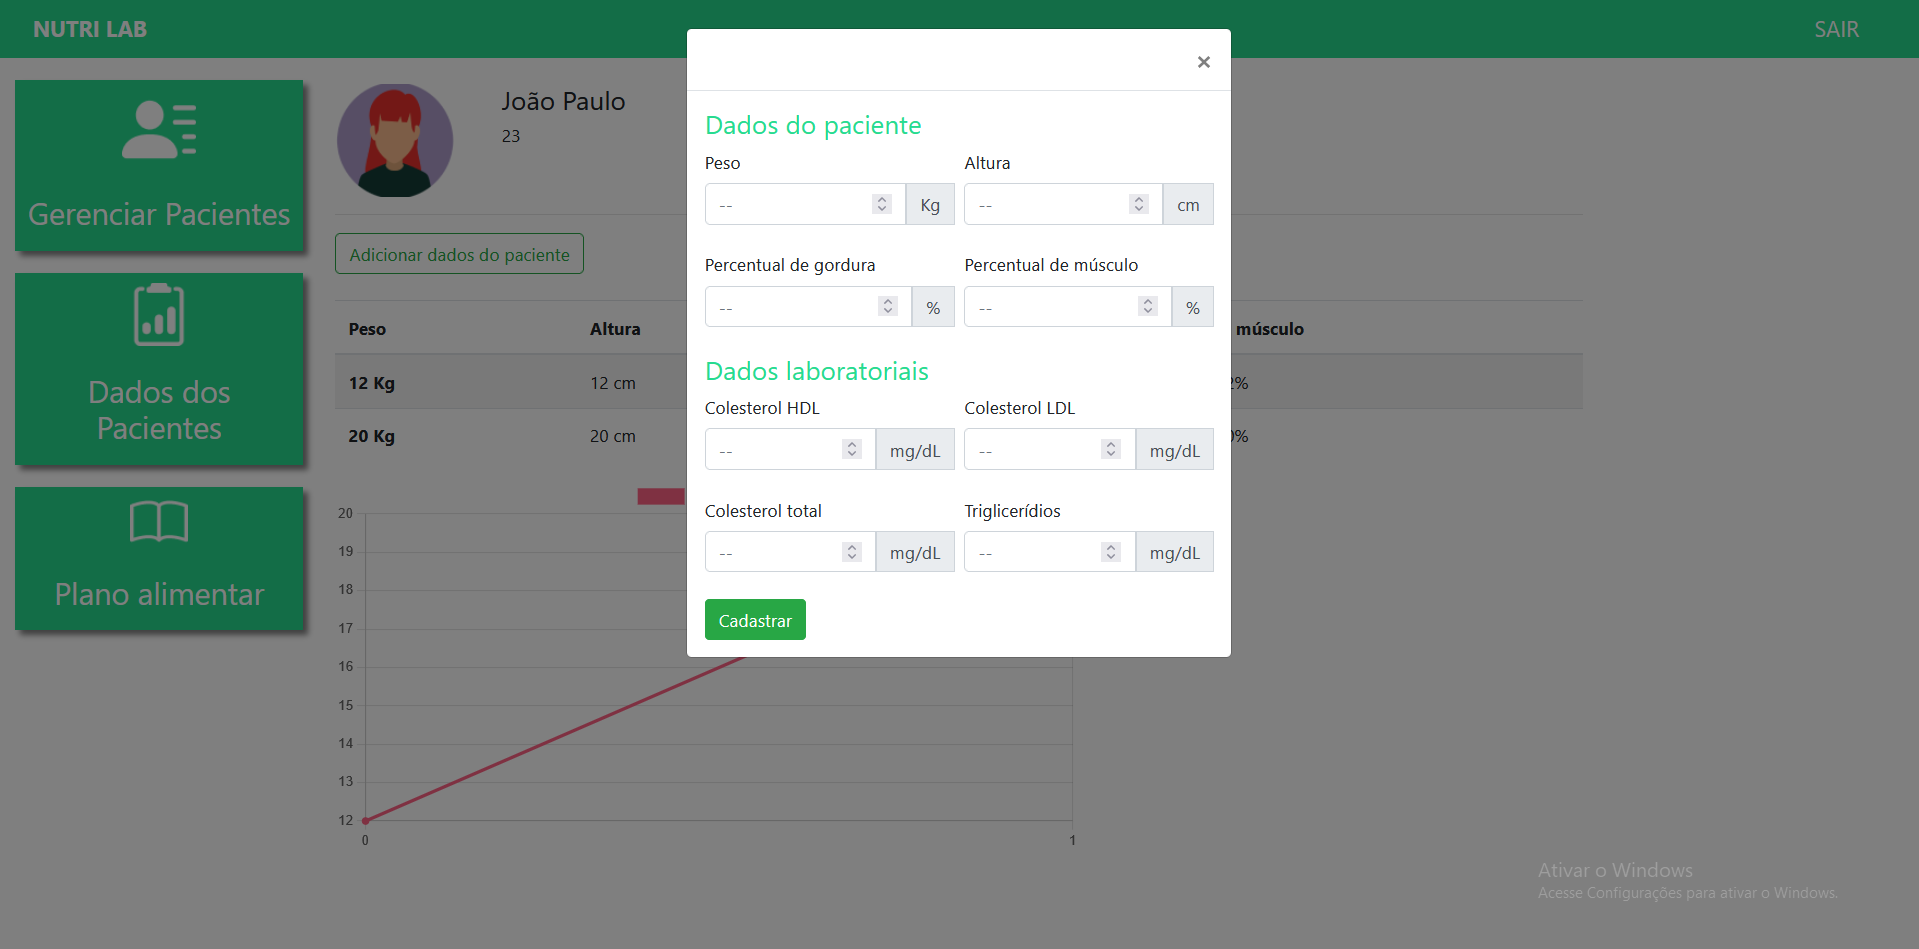 NUTRI LAB
SAIR
Gerenciar Pacientes
Dados dos
Pacientes
Plano alimentar
João Paulo
23
Adicionar dados do paciente
Peso Altura músculo
12 Kg 12 cm %
20 Kg 20 cm %
20
19
18
17
16
15
14
13
12
0 1
×
Dados do paciente
Peso Altura
-- Kg -- cm
Percentual de gordura Percentual de músculo
-- % -- %
Dados laboratoriais
Colesterol HDL Colesterol LDL
-- mg/dL -- mg/dL
Colesterol total Triglicerídios
-- mg/dL -- mg/dL
Cadastrar
Ativar o Windows
Acesse Configurações para ativar o Windows.